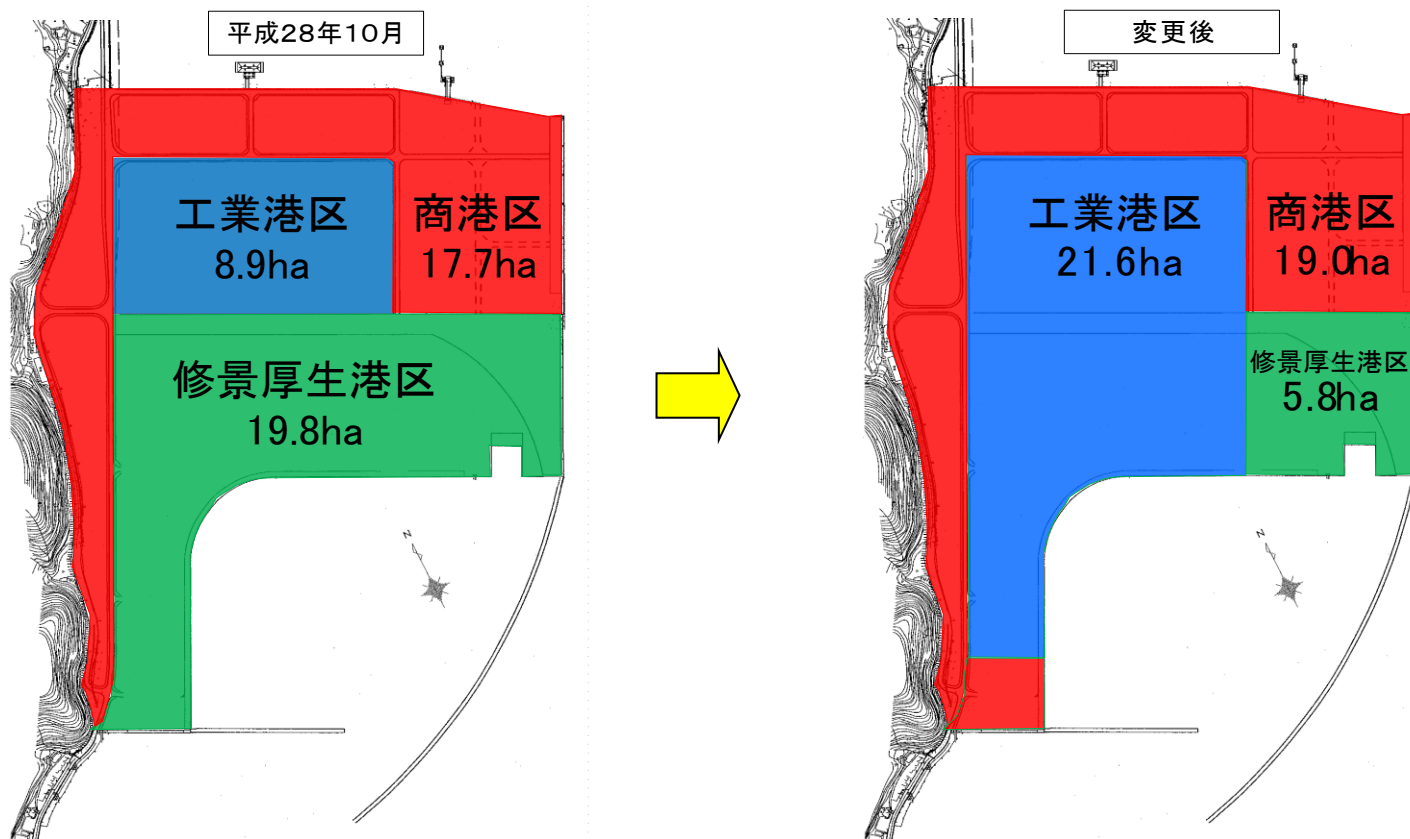 平成28年10月
工業港区
8.9ha
商港区
17.7ha
修景厚生港区
19.8ha
N
変更後
工業港区
21.6ha
商港区
19.0ha
修景厚生港区
5.8ha
N